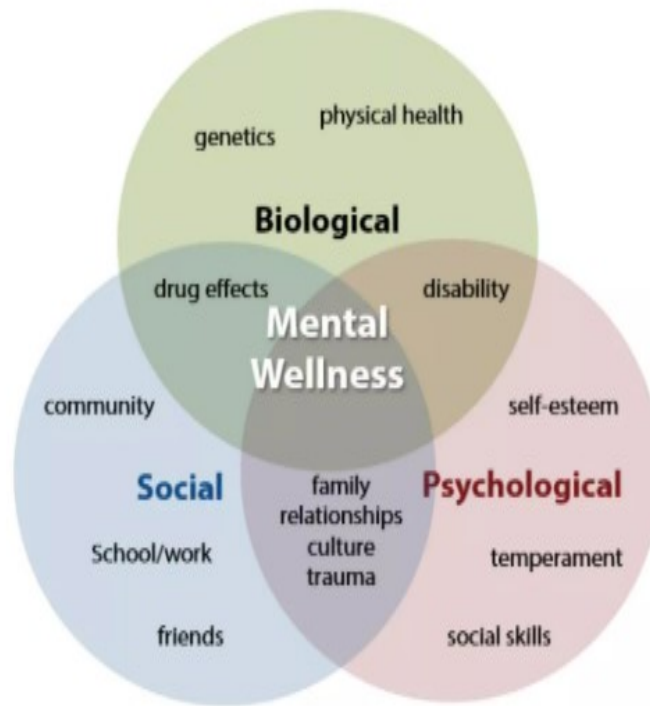 physical health
genetics
Biological
drug effects
disability
Mental
Wellness
community
self-esteem
Social
Psychological
family
relationships
culture
trauma
School/work
temperament
friends
social skills